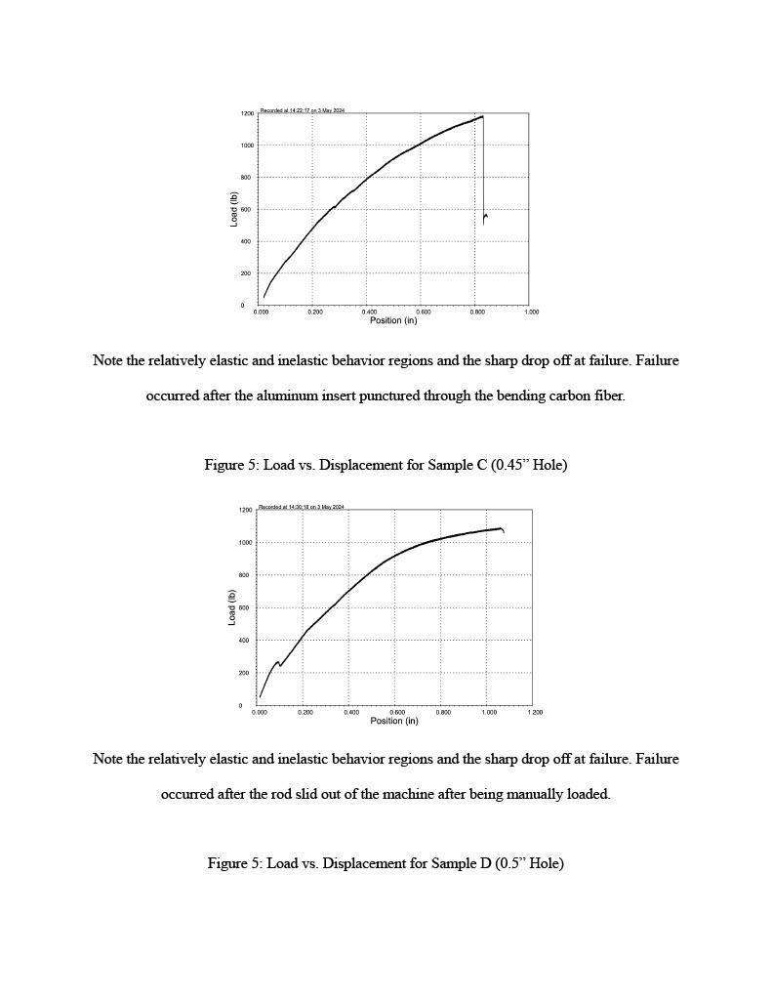 Recorded at 14:22:17 on 3 May 2024
1200
1000
800
600
400
200
0
Load (lb)
0.000 0.200 0.400 0.600 0.800 1.000
Position (in)
Note the relatively elastic and inelastic behavior regions and the sharp drop off at failure. Failure
occurred after the aluminum insert punctured through the bending carbon fiber.
Figure 5: Load vs. Displacement for Sample C (0.45” Hole)
Recorded at 14:30:18 on 3 May 2024
1200
1000
800
600
400
200
0
Load (lb)
0.000 0.200 0.400 0.600 0.800 1.000 1.200
Position (in)
Note the relatively elastic and inelastic behavior regions and the sharp drop off at failure. Failure
occurred after the rod slid out of the machine after being manually loaded.
Figure 5: Load vs. Displacement for Sample D (0.5” Hole)